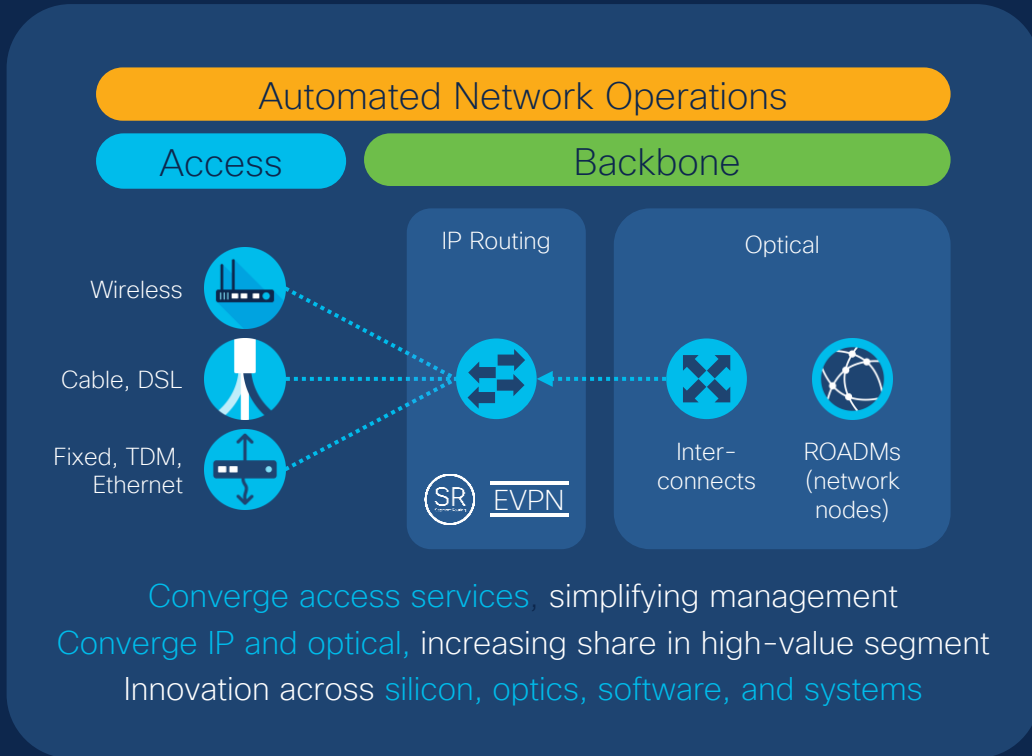 Automated Network Operations
Access
Backbone
IP Routing
Optical
Wireless
Cable, DSL
Fixed, TDM,
Ethernet
SR
Segment Routing
EVPN
Inter-
connects
ROADMs
(network
nodes)
Converge access services, simplifying management
Converge IP and optical, increasing share in high-value segment
Innovation across silicon, optics, software, and systems